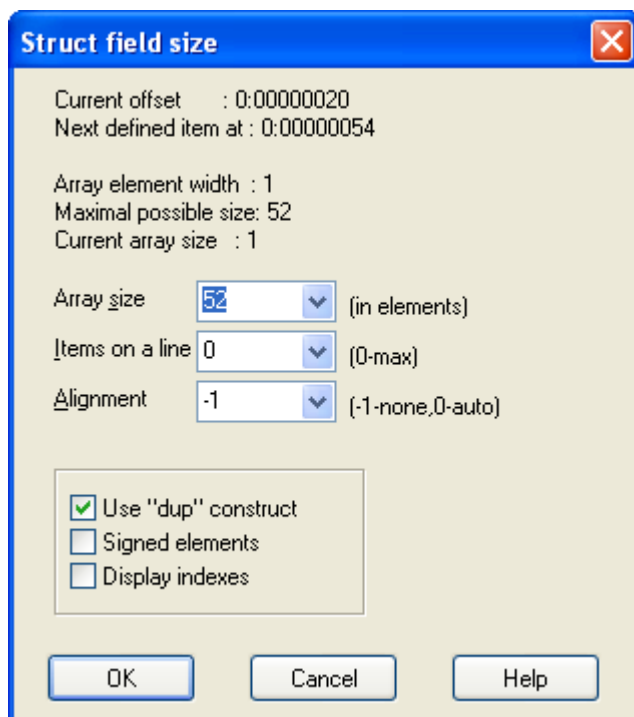 Struct field size
Current offset : 0:00000020
Next defined item at : 0:00000054
Array element width : 1
Maximal possible size: 52
Current array size : 1
Array size 52 (in elements)
Items on a line 0 (0-max)
Alignment -1 (-1-none,0-auto)
Use "dup" construct
Signed elements
Display indexes
OK Cancel Help